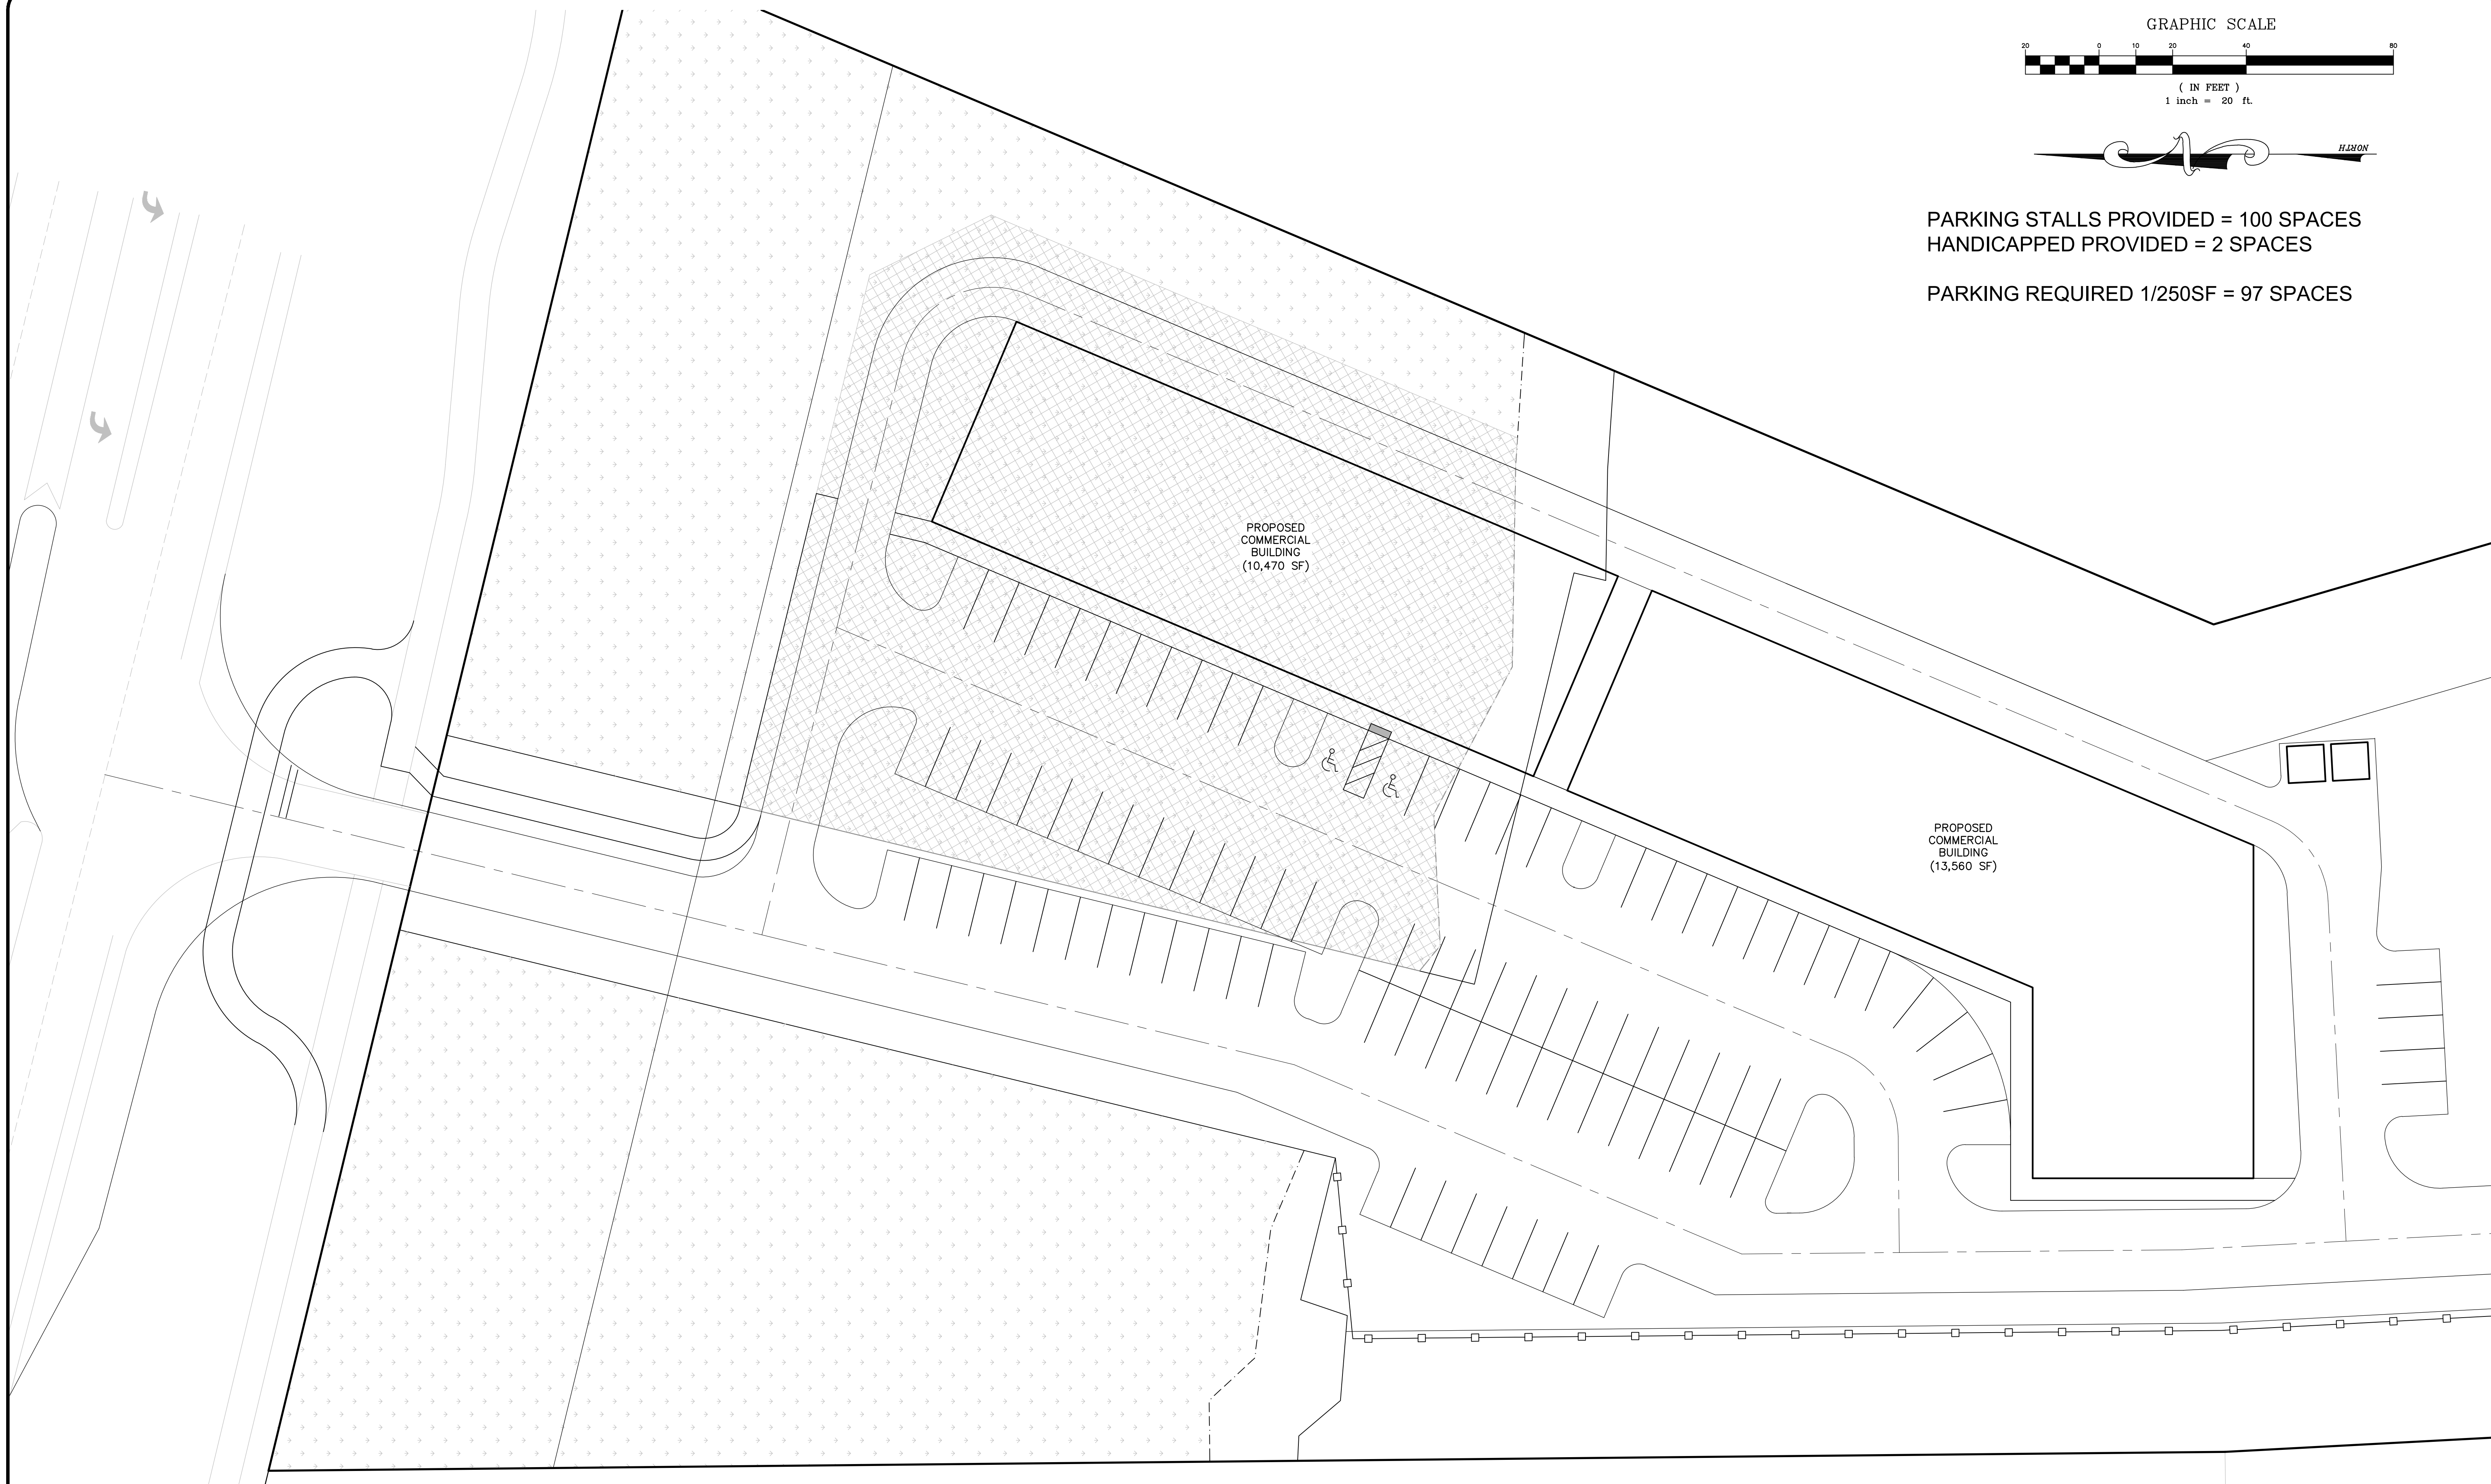 GRAPHIC SCALE
20 0 10 20 40 80
( IN FEET )
1 inch = 20 ft.
NORTH
PARKING STALLS PROVIDED = 100 SPACES
HANDICAPPED PROVIDED = 2 SPACES
PARKING REQUIRED 1/250SF = 97 SPACES
PROPOSED
COMMERCIAL
BUILDING
(10,470 SF)
PROPOSED
COMMERCIAL
BUILDING
(13,560 SF)